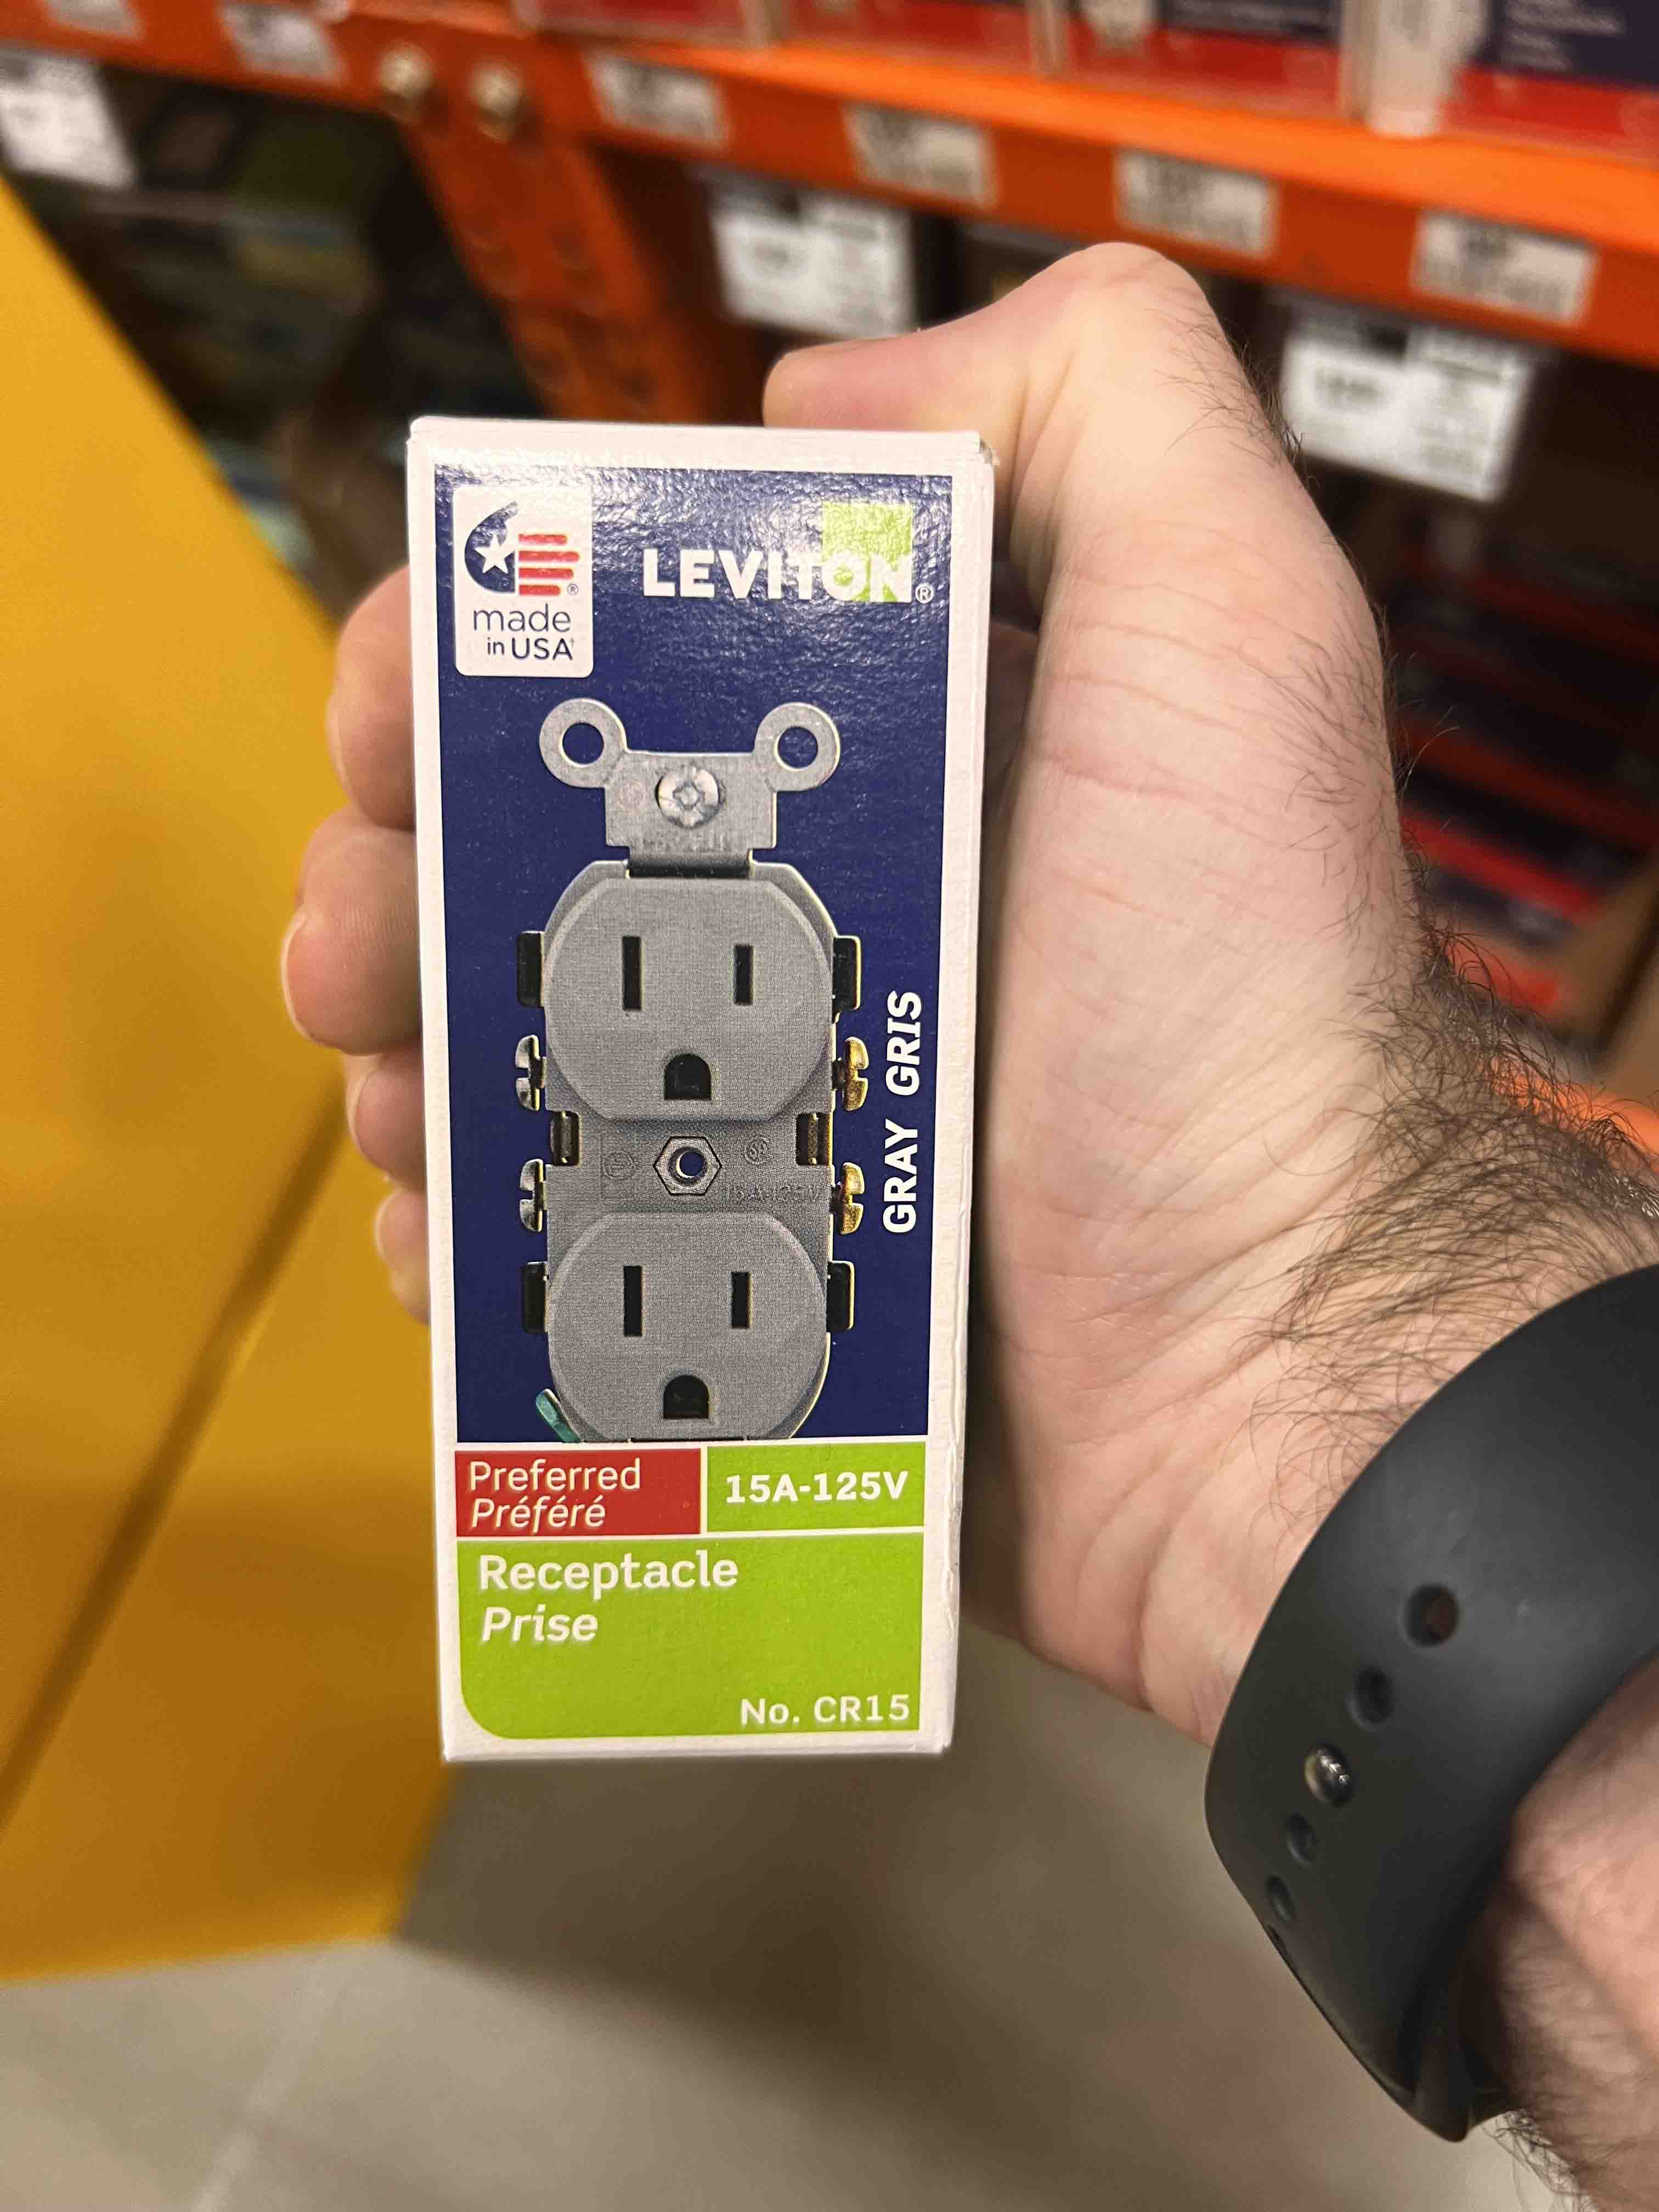 made
in USA†
LEVITON®
GRAY GRIS
15A-125V
Preferred
Préféré
15A-125V
Receptacle
Prise
No. CR15